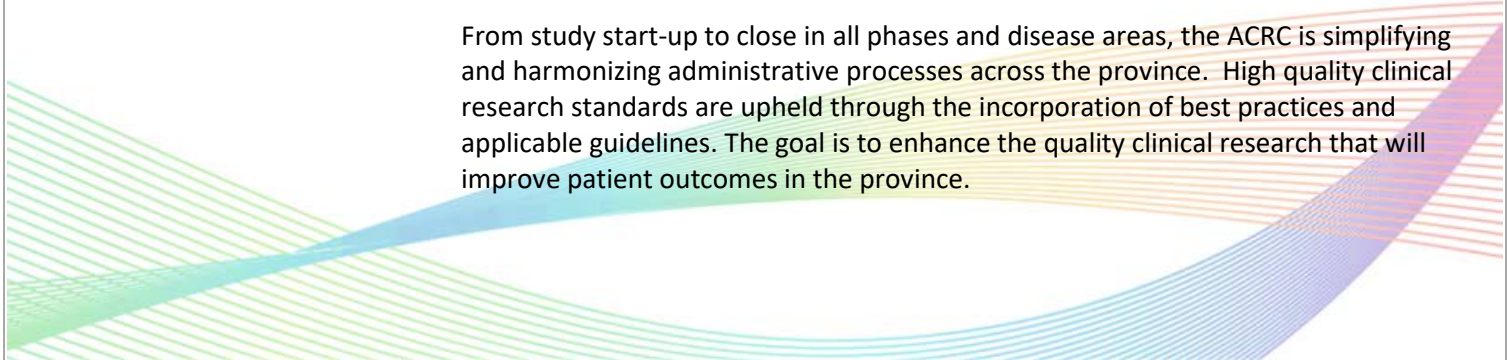 From study start-up to close in all phases and disease areas, the ACRC is simplifying
and harmonizing administrative processes across the province.  High quality clinical
research standards are upheld through the incorporation of best practices and
applicable guidelines. The goal is to enhance the quality clinical research that will
improve patient outcomes in the province.